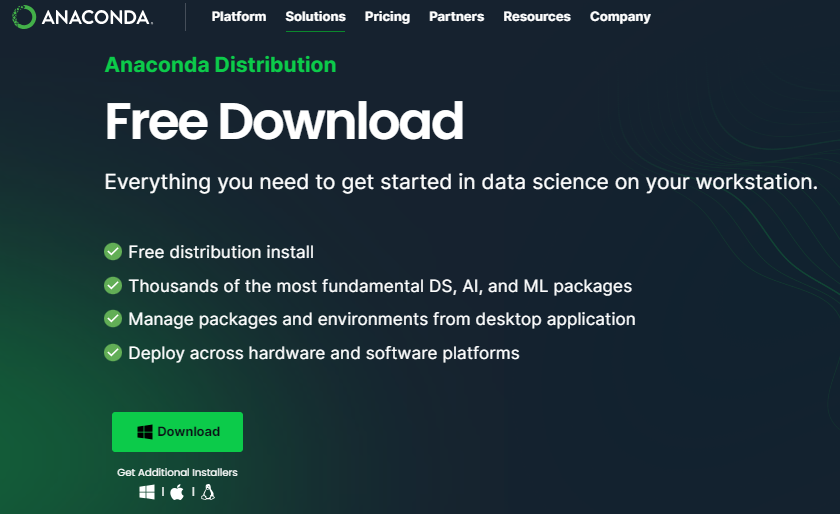 ANACONDA.
Platform Solutions Pricing Partners Resources Company
Anaconda Distribution
Free Download
Everything you need to get started in data science on your workstation.
Free distribution install
Thousands of the most fundamental DS, AI, and ML packages
Manage packages and environments from desktop application
Deploy across hardware and software platforms
Download
Get Additional Installers
| |